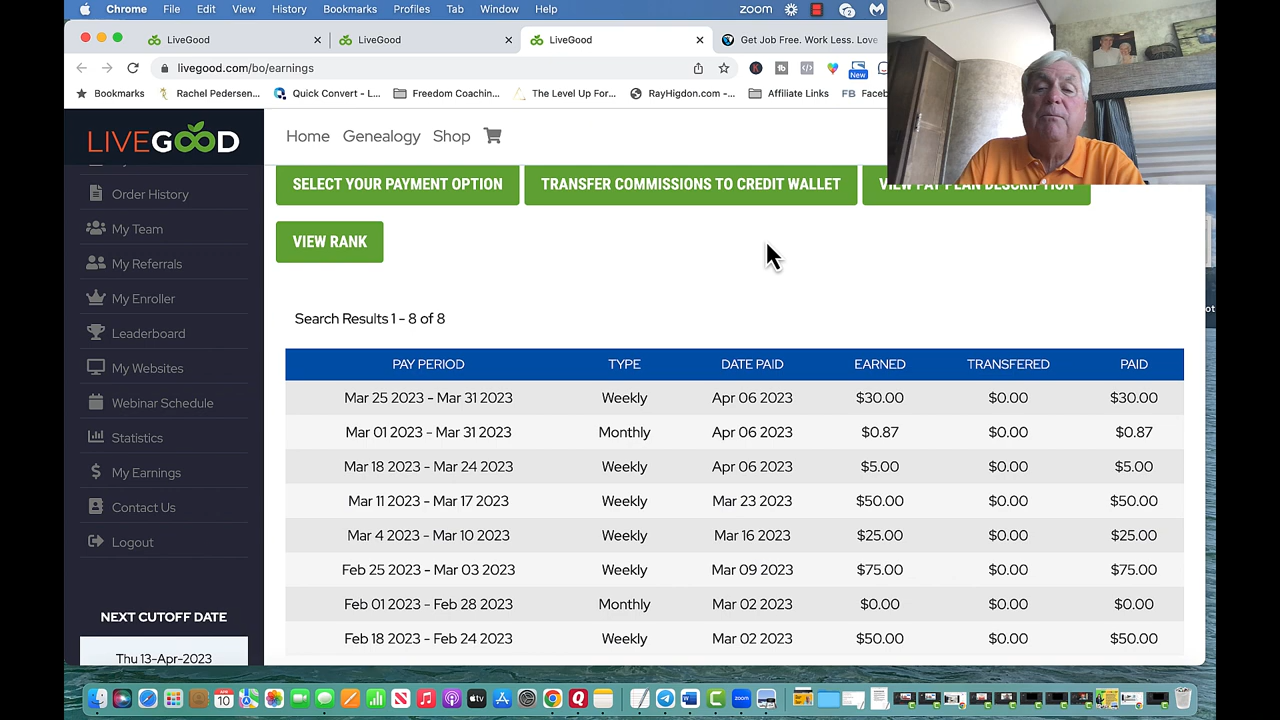 Chrome File Edit View History Bookmarks Profiles Tab Window Help zoom
LiveGood LiveGood LiveGood Get Job Free. Work Less. Love
livegood.com/bo/earnings New
Bookmarks Rachel Pedersen... Quick Convert - L... Freedom Coachin... The Level Up For... RayHigdon.com -... Affiliate Links FB Faceb
LIVEGOOD Home Genealogy Shop
SELECT YOUR PAYMENT OPTION TRANSFER COMMISSIONS TO CREDIT WALLET VIEW PAY PLAN DESCRIPTION
VIEW RANK
Order History
My Team
My Referrals
My Enroller
Leaderboard
My Websites
Webinar Schedule
Statistics
My Earnings
Contact Us
Logout
NEXT CUTOFF DATE
Thu 13-Apr-2023
Search Results 1 - 8 of 8
PAY PERIOD TYPE DATE PAID EARNED TRANSFERED PAID
Mar 25 2023 - Mar 31 2023 Weekly Apr 06 2023 $30.00 $0.00 $30.00
Mar 01 2023 - Mar 31 2023 Monthly Apr 06 2023 $0.87 $0.00 $0.87
Mar 18 2023 - Mar 24 2023 Weekly Apr 06 2023 $5.00 $0.00 $5.00
Mar 11 2023 - Mar 17 2023 Weekly Mar 23 2023 $50.00 $0.00 $50.00
Mar 4 2023 - Mar 10 2023 Weekly Mar 16 2023 $25.00 $0.00 $25.00
Feb 25 2023 - Mar 03 2023 Weekly Mar 09 2023 $75.00 $0.00 $75.00
Feb 01 2023 - Feb 28 2023 Monthly Mar 02 2023 $0.00 $0.00 $0.00
Feb 18 2023 - Feb 24 2023 Weekly Mar 02 2023 $50.00 $0.00 $50.00